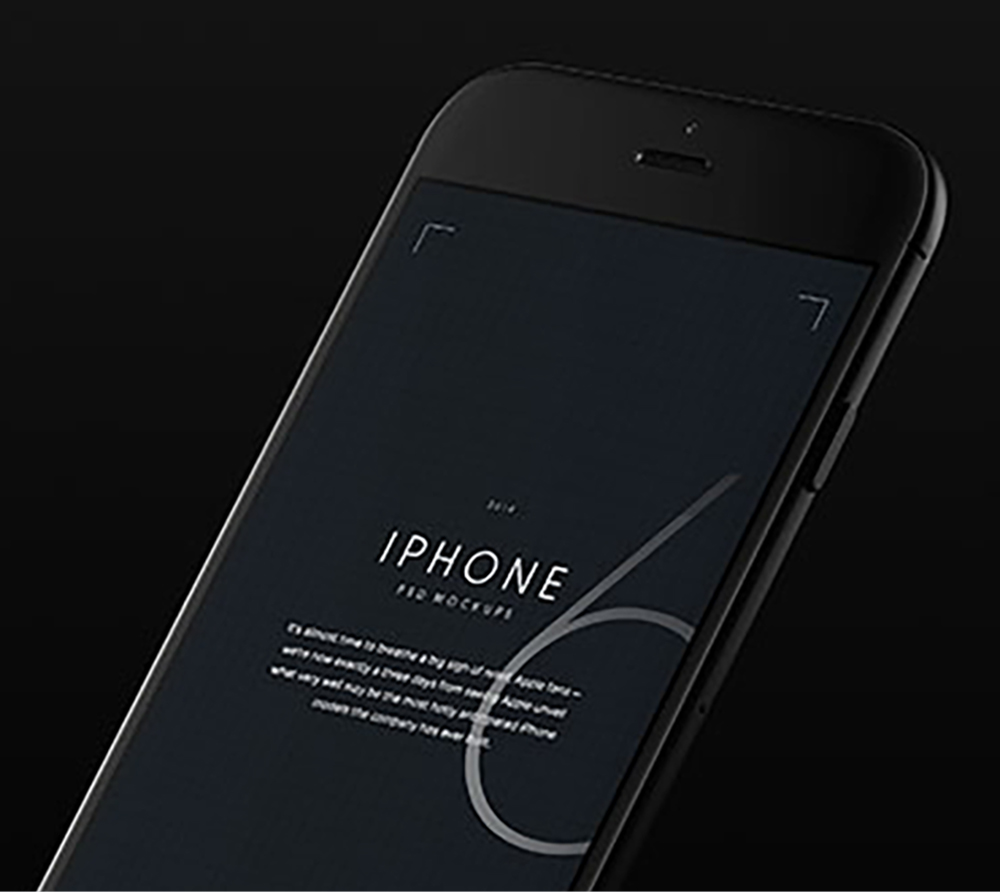 2014
IPHONE
6
PSD MOCKUPS
It's almost time to breathe a big sigh of relief, Apple fans –
we're now exactly a three days from seeing Apple unveil
what very well may be the most hotly anticipated iPhone
models the company has ever built.